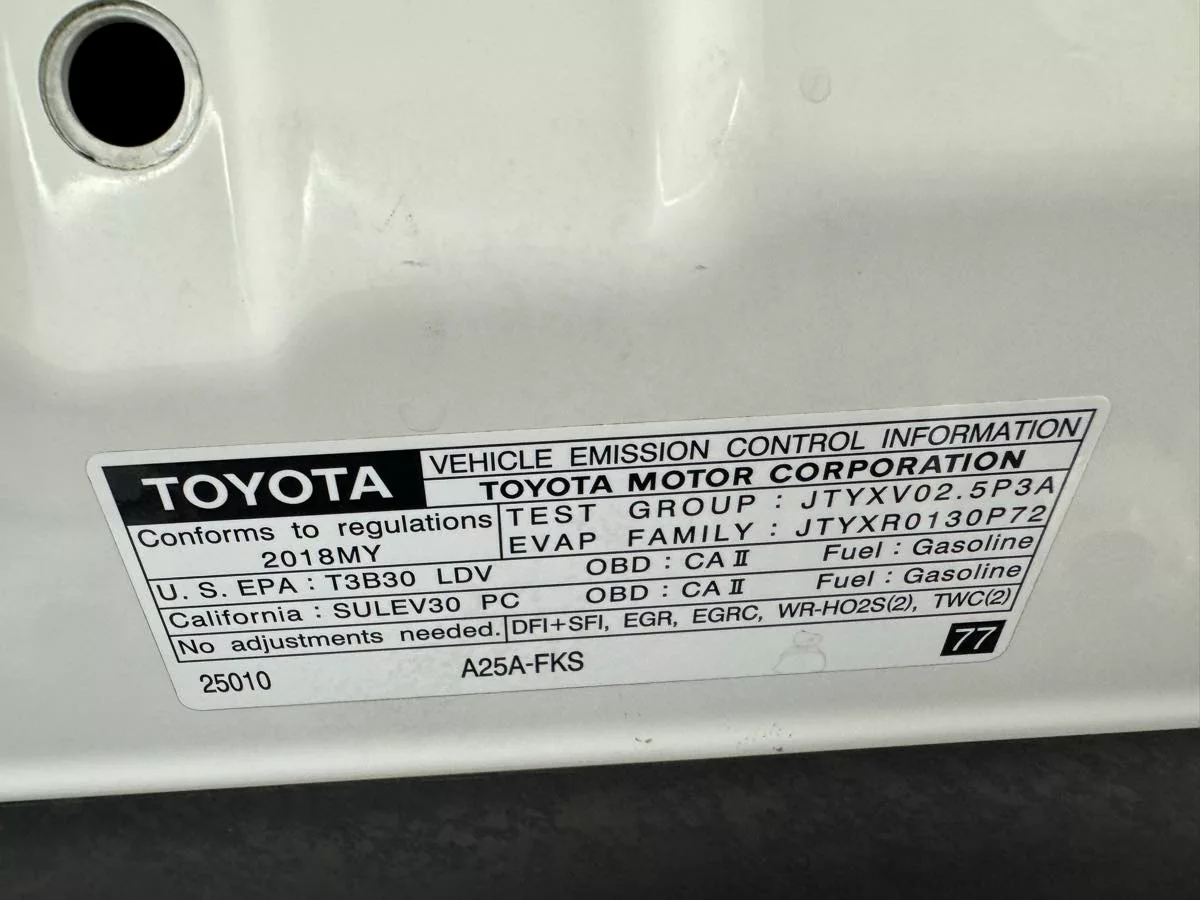 TOYOTA
VEHICLE EMISSION CONTROL INFORMATION
TOYOTA MOTOR CORPORATION
Conforms to regulations
2018MY
TEST GROUP : JTYXV02.5P3A
EVAP FAMILY : JTYXR0130P72
U. S. EPA : T3B30 LDV OBD : CA II Fuel : Gasoline
California : SULEV30 PC OBD : CA II Fuel : Gasoline
No adjustments needed. DFI+SFI, EGR, EGRC, WR-HO2S(2), TWC(2)
25010 A25A-FKS 77